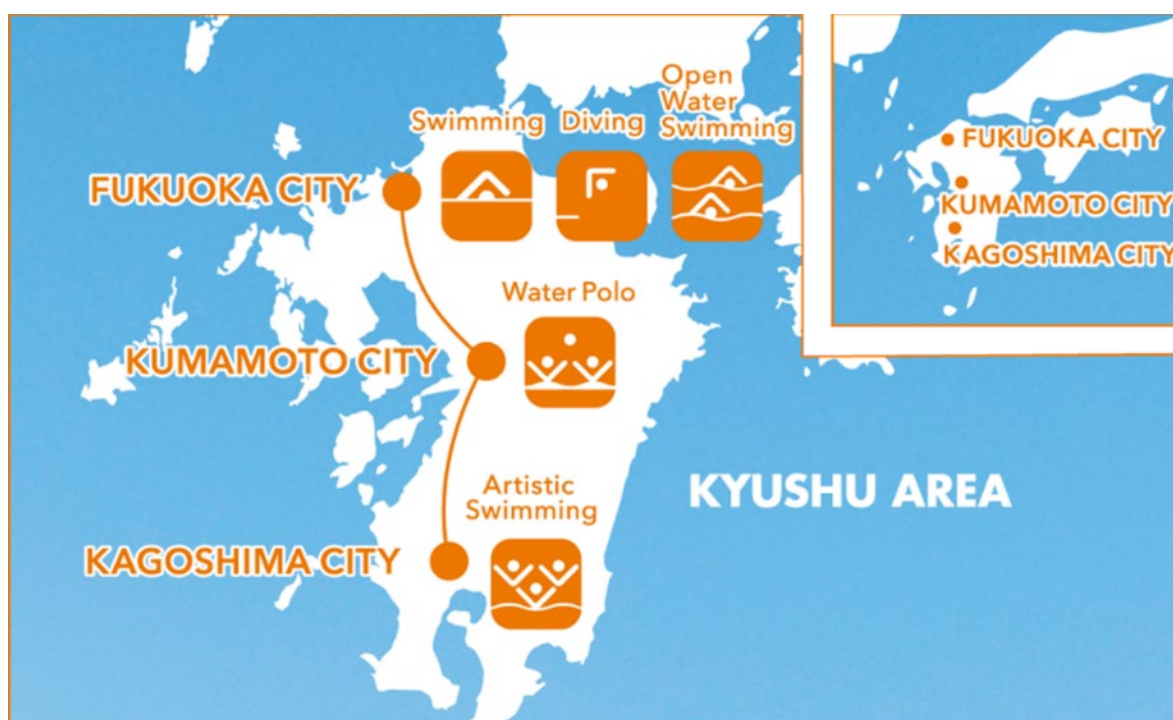 Swimming
Diving
Open
Water
Swimming
FUKUOKA CITY
Water Polo
KUMAMOTO CITY
Artistic
Swimming
KAGOSHIMA CITY
KYUSHU AREA
FUKUOKA CITY
KUMAMOTO CITY
KAGOSHIMA CITY